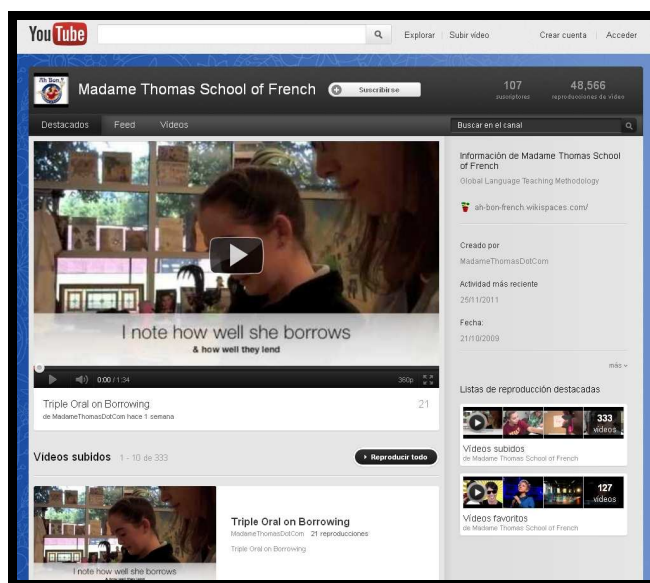 YouTube
Explorar
Subir vídeo
Crear cuenta
Acceder
Ah Bon?
Madame Thomas School of French
Suscribirse
107
suscriptores
48,566
reproducciones de vídeo
Destacados
Feed
Vídeos
Buscar en el canal
I note how well she borrows
& how well they lend
0:00 / 1:34
360p
Triple Oral on Borrowing
21
de MadameThomasDotCom hace 1 semana
Vídeos subidos 1 - 10 de 333
Reproducir todo
I note how well she borrows
Triple Oral on Borrowing
MadameThomasDotCom 21 reproducciones
Triple Oral on Borrowing
Información de Madame Thomas School
of French
Global Language Teaching Methodology
ah-bon-french.wikispaces.com/
Creado por
MadameThomasDotCom
Actividad más reciente
25/11/2011
Fecha:
21/10/2009
más
Listas de reproducción destacadas
333
vídeos
Vídeos subidos
de Madame Thomas School of French
127
vídeos
Vídeos favoritos
de Madame Thomas School of French